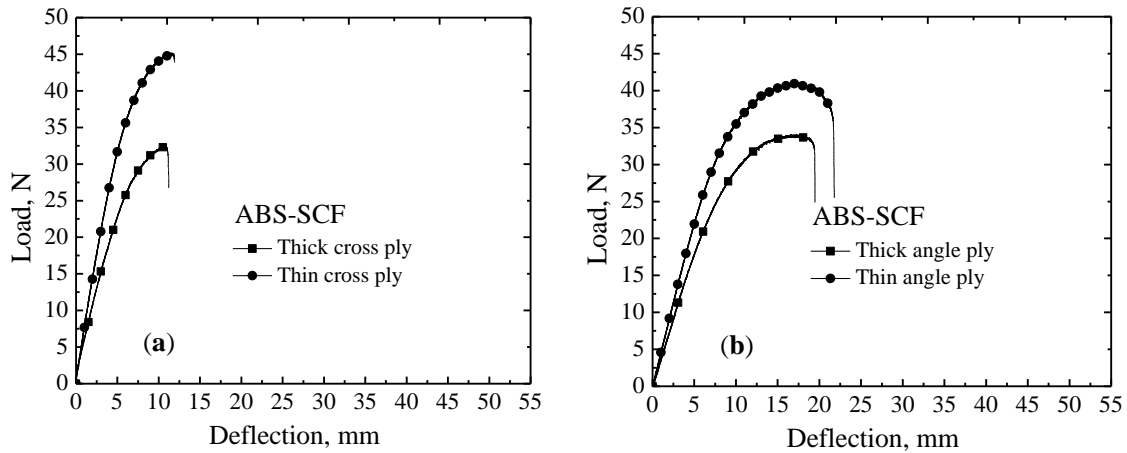 50
45
40
35
30
25
20
15
10
5
0
Load, N
ABS-SCF
Thick cross ply
Thin cross ply
(a)
0 5 10 15 20 25 30 35 40 45 50 55
Deflection, mm
50
45
40
35
30
25
20
15
10
5
0
Load, N
ABS-SCF
Thick angle ply
Thin angle ply
(b)
0 5 10 15 20 25 30 35 40 45 50 55
Deflection, mm